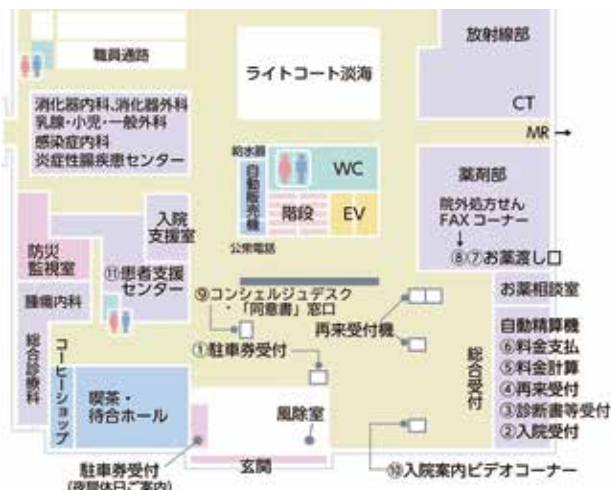 職員通路
ライトコート淡海
放射線部
CT
MR →
消化器内科、消化器外科
乳腺・小児・一般外科
感染症内科
炎症性腸疾患センター
給水器
自動販売機
WC
階段
EV
公衆電話
薬剤部
院外処方せん
FAXコーナー
↓
⑧⑦お薬渡し口
入院
支援室
防災
監視室
⑪患者支援
センター
腫瘍内科
総合診療科
コーヒーショップ
喫茶・
待合ホール
⑨コンシェルジュデスク
・「同意書」窓口
①駐車券受付
再来受付機
お薬相談室
総合受付
自動精算機
⑥料金支払
⑤料金計算
④再来受付
③診断書等受付
②入院受付
風除室
駐車券受付
(夜間休日ご案内)
玄関
⑩入院案内ビデオコーナー